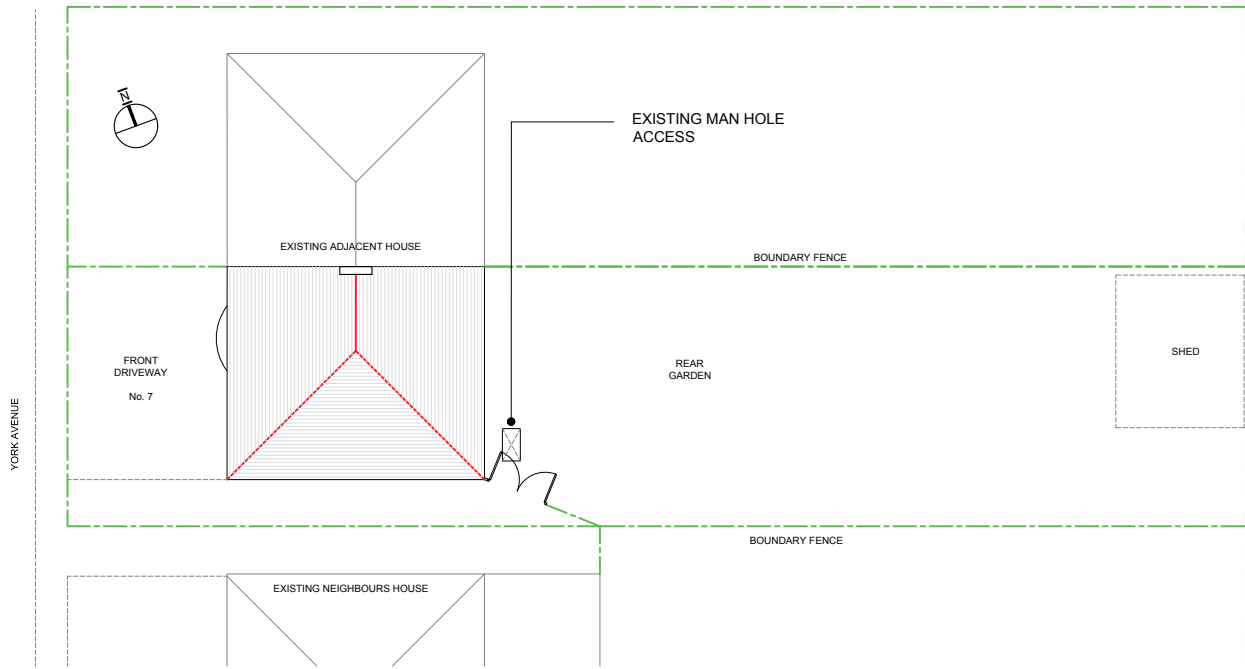 N
EXISTING MAN HOLE
ACCESS
EXISTING ADJACENT HOUSE
BOUNDARY FENCE
FRONT
DRIVEWAY
No. 7
REAR
GARDEN
SHED
YORK AVENUE
BOUNDARY FENCE
EXISTING NEIGHBOURS HOUSE